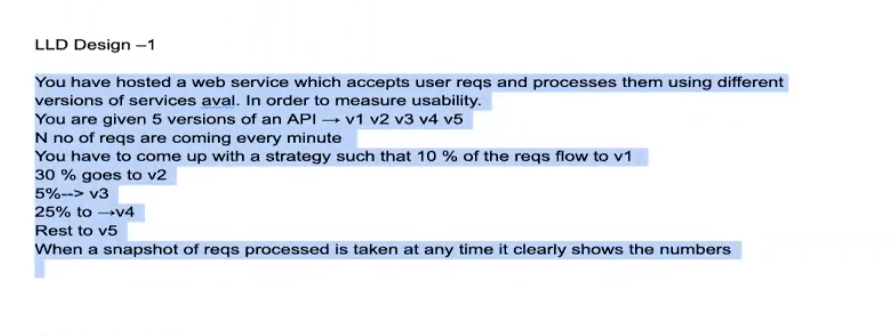 LLD Design –1
You have hosted a web service which accepts user reqs and processes them using different
versions of services aval. In order to measure usability.
You are given 5 versions of an API → v1 v2 v3 v4 v5
N no of reqs are coming every minute
You have to come up with a strategy such that 10 % of the reqs flow to v1
30 % goes to v2
5%--> v3
25% to →v4
Rest to v5
When a snapshot of reqs processed is taken at any time it clearly shows the numbers